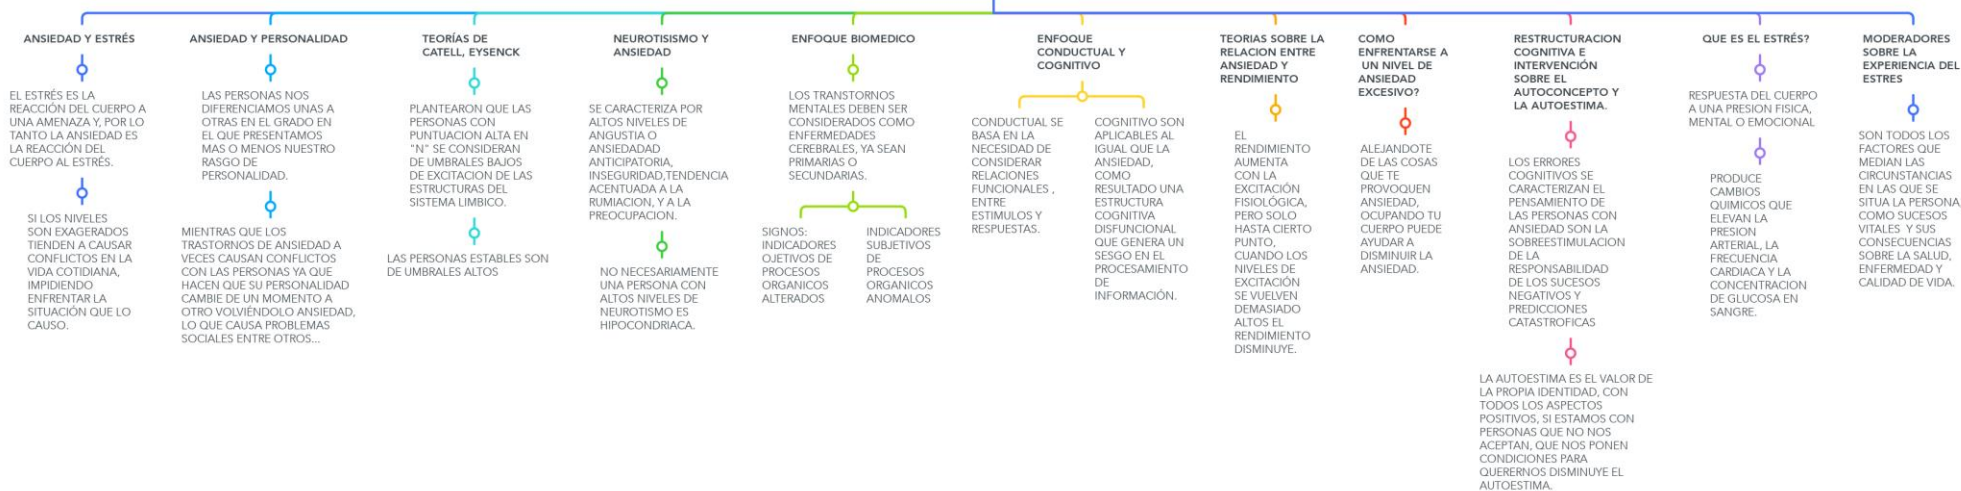 ANSIEDAD Y ESTRÉS
EL ESTRÉS ES LA
REACCIÓN DEL CUERPO A
UNA AMENAZA Y, POR LO
TANTO LA ANSIEDAD ES
LA REACCIÓN DEL
CUERPO AL ESTRÉS.
SI LOS NIVELES
SON EXAGERADOS
TIENDEN A CAUSAR
CONFLICTOS EN LA
VIDA COTIDIANA,
IMPIDIENDO
ENFRENTAR LA
SITUACIÓN QUE LO
CAUSO.
ANSIEDAD Y PERSONALIDAD
LAS PERSONAS NOS
DIFERENCIAMOS UNAS A
OTRAS EN EL GRADO EN
EL QUE PRESENTAMOS
MAS O MENOS NUESTRO
RASGO DE
PERSONALIDAD.
MIENTRAS QUE LOS
TRASTORNOS DE ANSIEDAD A
VECES CAUSAN CONFLICTOS
CON LAS PERSONAS YA QUE
HACEN QUE SU PERSONALIDAD
CAMBIE DE UN MOMENTO A
OTRO VOLVIÉNDOLO ANSIEDAD,
LO QUE CAUSA PROBLEMAS
SOCIALES ENTRE OTROS...
TEORÍAS DE
CATELL, EYSENCK
PLANTEARON QUE LAS
PERSONAS CON
PUNTUACION ALTA EN
"N" SE CONSIDERAN
DE UMBRALES BAJOS
DE EXCITACION DE LAS
ESTRUCTURAS DEL
SISTEMA LIMBICO.
LAS PERSONAS ESTABLES SON
DE UMBRALES ALTOS
NEUROTISISMO Y
ANSIEDAD
SE CARACTERIZA POR
ALTOS NIVELES DE
ANGUSTIA O
ANSIEDADAD
ANTICIPATORIA,
INSEGURIDAD,TENDENCIA
ACENTUADA A LA
RUMIACION, Y A LA
PREOCUPACION.
NO NECESARIAMENTE
UNA PERSONA CON
ALTOS NIVELES DE
NEUROTISMO ES
HIPOCONDRIACA.
ENFOQUE BIOMEDICO
LOS TRANSTORNOS
MENTALES DEBEN SER
CONSIDERADOS COMO
ENFERMEDADES
CEREBRALES, YA SEAN
PRIMARIAS O
SECUNDARIAS.
SIGNOS:
INDICADORES
OJETIVOS DE
PROCESOS
ORGANICOS
ALTERADOS
INDICADORES
SUBJETIVOS
DE
PROCESOS
ORGANICOS
ANOMALOS
ENFOQUE
CONDUCTUAL Y
COGNITIVO
CONDUCTUAL SE
BASA EN LA
NECESIDAD DE
CONSIDERAR
RELACIONES
FUNCIONALES ,
ENTRE
ESTIMULOS Y
RESPUESTAS.
COGNITIVO SON
APLICABLES AL
IGUAL QUE LA
ANSIEDAD,
COMO
RESULTADO UNA
ESTRUCTURA
COGNITIVA
DISFUNCIONAL
QUE GENERA UN
SESGO EN EL
PROCESAMIENTO
DE
INFORMACIÓN.
TEORIAS SOBRE LA
RELACION ENTRE
ANSIEDAD Y
RENDIMIENTO
EL
RENDIMIENTO
AUMENTA
CON LA
EXCITACIÓN
FISIOLÓGICA,
PERO SOLO
HASTA CIERTO
PUNTO,
CUANDO LOS
NIVELES DE
EXCITACIÓN
SE VUELVEN
DEMASIADO
ALTOS EL
RENDIMIENTO
DISMINUYE.
COMO
ENFRENTARSE A
UN NIVEL DE
ANSIEDAD
EXCESIVO?
ALEJANDOTE
DE LAS COSAS
QUE TE
PROVOQUEN
ANSIEDAD,
OCUPANDO TU
CUERPO PUEDE
AYUDAR A
DISMINUIR LA
ANSIEDAD.
RESTRUCTURACION
COGNITIVA E
INTERVENCIÓN
SOBRE EL
AUTOCONCEPTO Y
LA AUTOESTIMA.
LOS ERRORES
COGNITIVOS SE
CARACTERIZAN EL
PENSAMIENTO DE
LAS PERSONAS CON
ANSIEDAD SON LA
SOBREESTIMULACION
DE LA
RESPONSABILIDAD
DE LOS SUCESOS
NEGATIVOS Y
PREDICCIONES
CATASTROFICAS
LA AUTOESTIMA ES EL VALOR DE
LA PROPIA IDENTIDAD, CON
TODOS LOS ASPECTOS
POSITIVOS, SI ESTAMOS CON
PERSONAS QUE NO NOS
ACEPTAN, QUE NOS PONEN
CONDICIONES PARA
QUERERNOS DISMINUYE EL
AUTOESTIMA.
QUE ES EL ESTRÉS?
RESPUESTA DEL CUERPO
A UNA PRESION FISICA,
MENTAL O EMOCIONAL
PRODUCE
CAMBIOS
QUIMICOS QUE
ELEVAN LA
PRESION
ARTERIAL, LA
FRECUENCIA
CARDIACA Y LA
CONCENTRACION
DE GLUCOSA EN
SANGRE.
MODERADORES
SOBRE LA
EXPERIENCIA DEL
ESTRES
SON TODOS LOS
FACTORES QUE
MEDIAN LAS
CIRCUNSTANCIAS
EN LAS QUE SE
SITUA LA PERSONA,
COMO SUCESOS
VITALES Y SUS
CONSECUENCIAS
SOBRE LA SALUD,
ENFERMEDAD Y
CALIDAD DE VIDA.